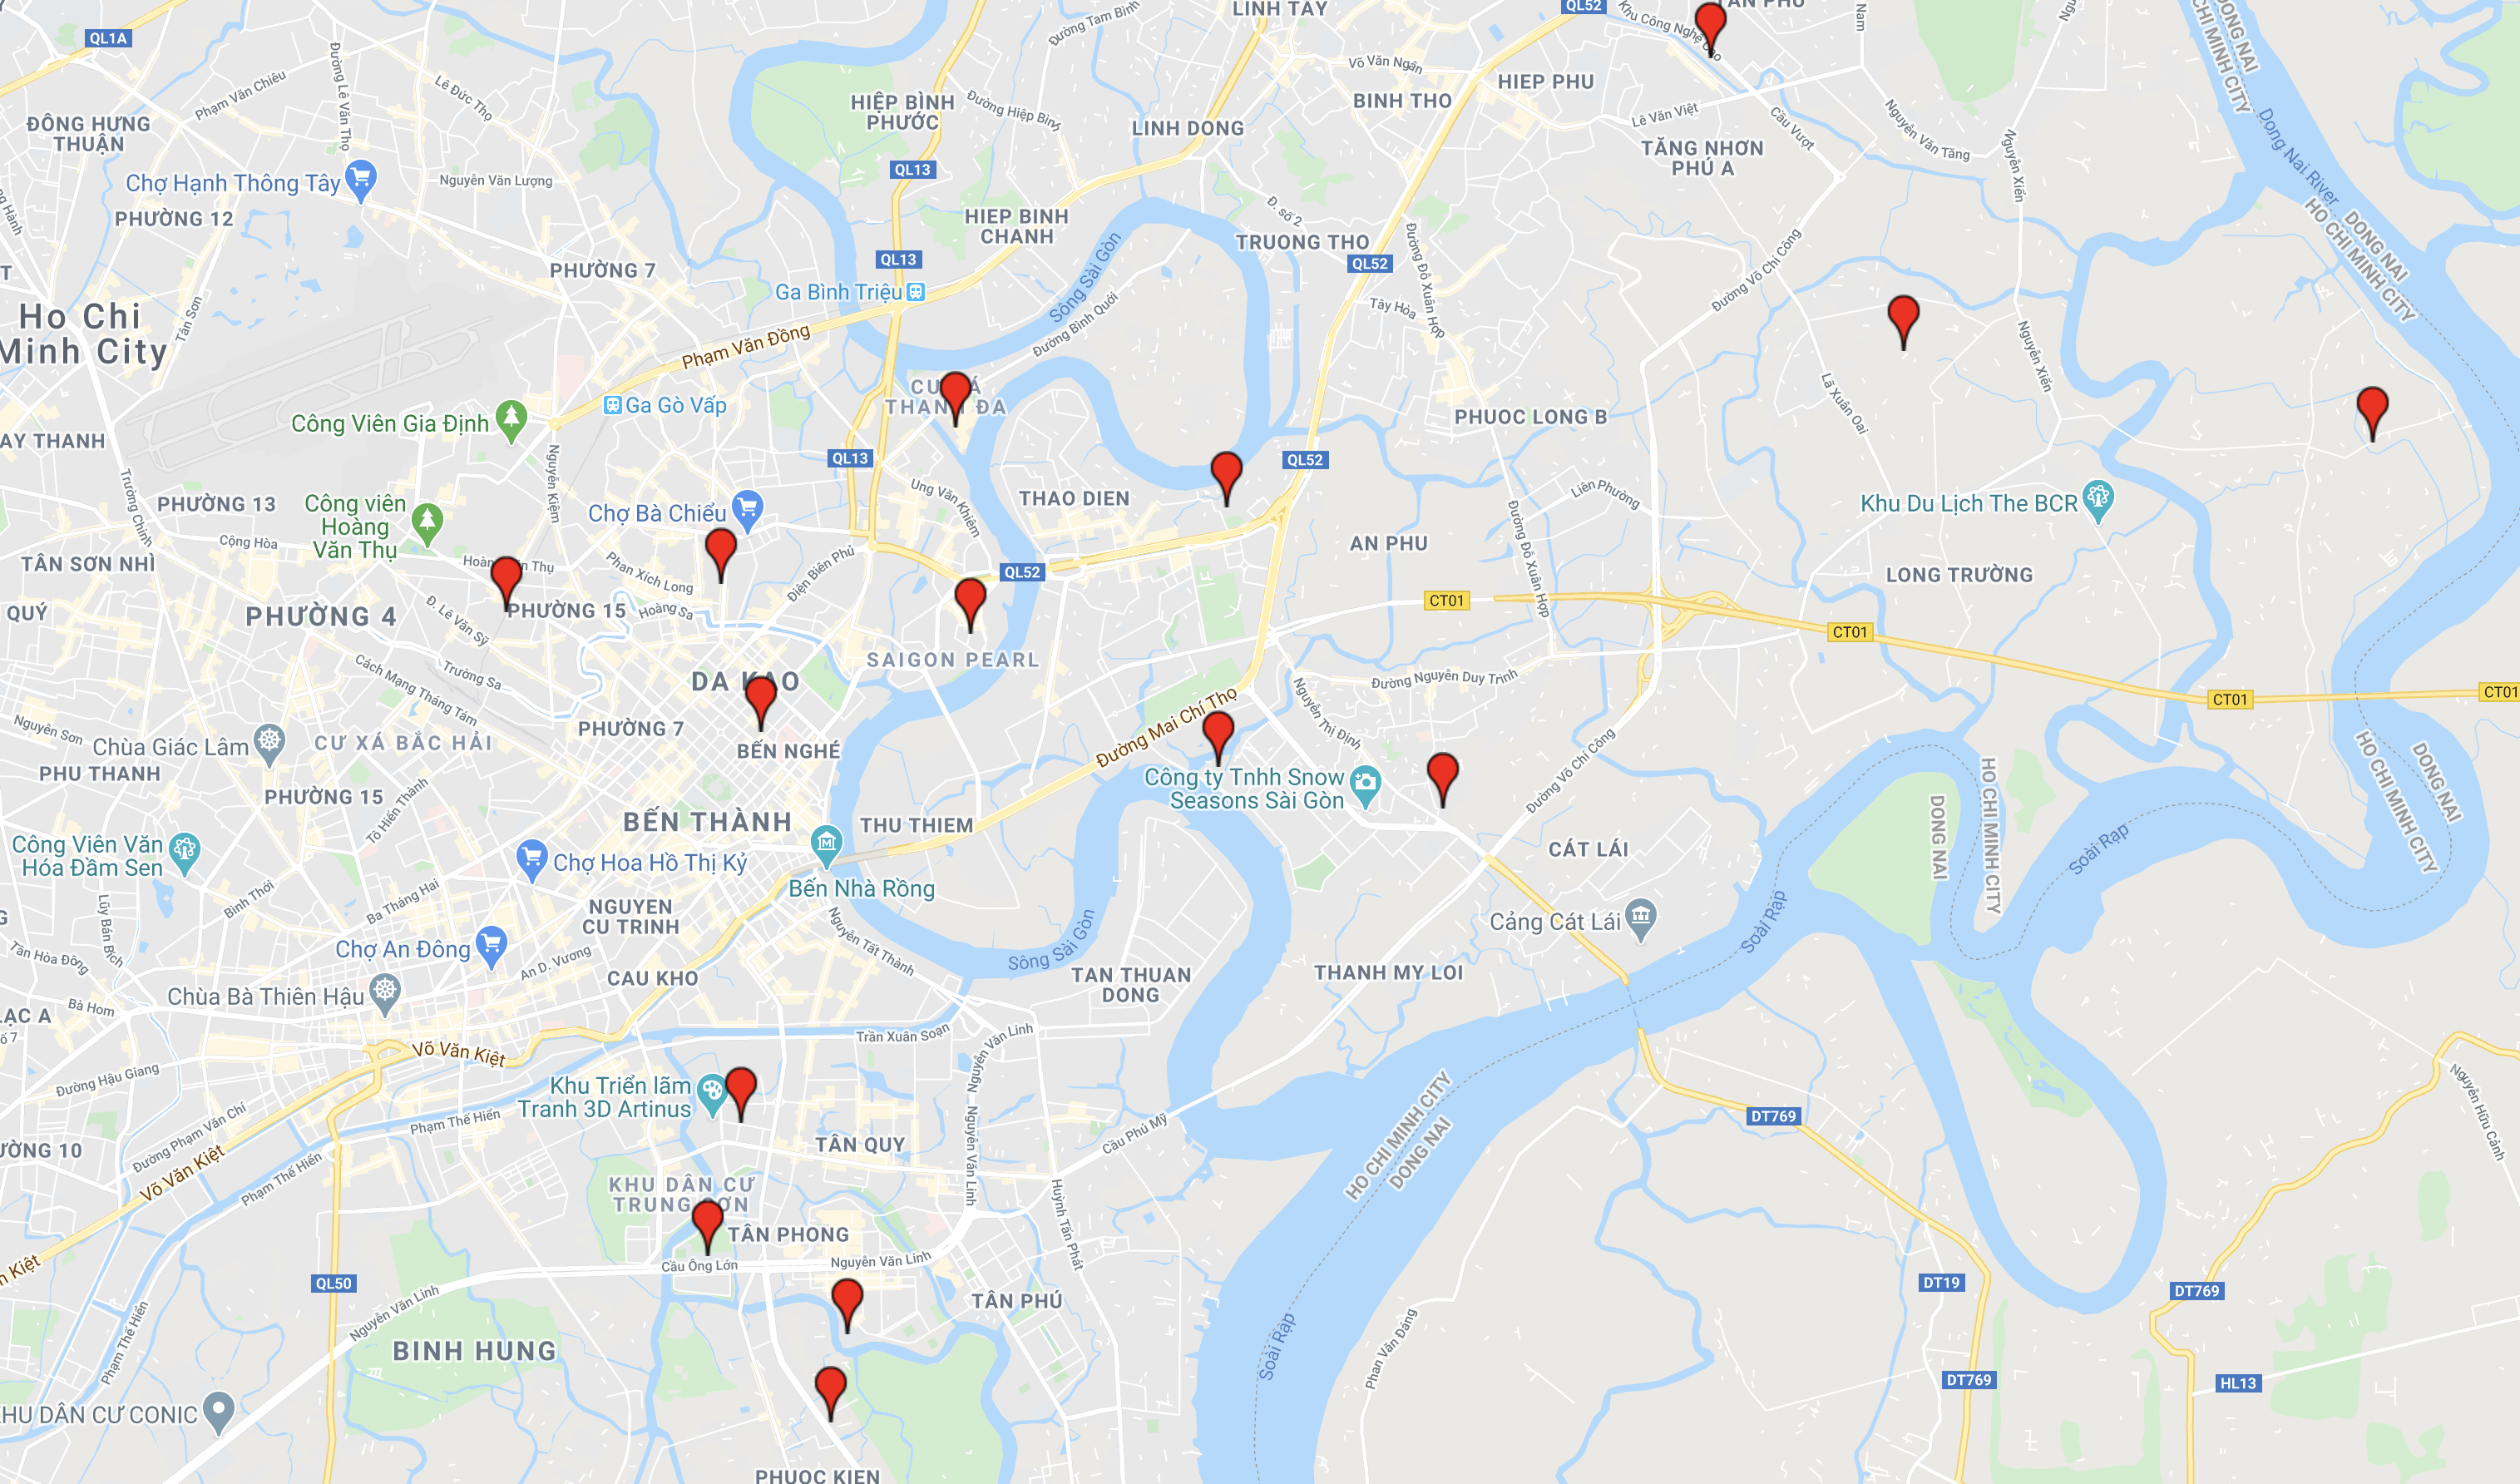 QL1A
LINH TAY
QL52
TÂN PHÚ
Khu Công Nghệ Cao
Nam
DONG NAI
HO CHI MINH CITY
Đường Tam Bình
Võ Văn Ngân
HIEP PHU
BINH THO
Phạm Văn Chiêu
Đường Lê Văn Thọ
Lê Đức Thọ
HIỆP BÌNH
PHƯỚC
Đường Hiệp Bình
LINH DONG
Lê Văn Việt
Cầu Vượt
Nguyễn Văn Tăng
Nguyễn Xiển
Dong Nai River
ĐÔNG HƯNG
THUẬN
TĂNG NHƠN
PHÚ A
Chợ Hạnh Thông Tây
Nguyễn Văn Lượng
QL13
PHƯỜNG 12
HIEP BINH
CHANH
Đ. số 2
TRUONG THO
Đường Đỗ Xuân Hợp
QL52
Đường Võ Chí Công
HO CHI MINH CITY
DONG NAI
PHƯỜNG 7
QL13
Ga Bình Triệu
Sông Sài Gòn
Đường Bình Quới
Tây Hòa
Ho Chi
Minh City
Tân Sơn
Phạm Văn Đồng
Nguyễn Xiển
Lã Xuân Oai
THANH ĐA
Ga Gò Vấp
Công Viên Gia Định
PHUOC LONG B
AY THANH
QL13
QL52
Trường Chinh
Nguyễn Kiệm
Ung Văn Khiêm
THAO DIEN
Liên Phường
Khu Du Lịch The BCR
PHƯỜNG 13
Công viên
Hoàng
Văn Thụ
Chợ Bà Chiểu
Cộng Hòa
Phan Xích Long
Điện Biên Phủ
Đường Đỗ Xuân Hợp
AN PHU
TÂN SƠN NHÌ
QL52
LONG TRƯỜNG
QUÝ
PHƯỜNG 4
Đ. Lê Văn Sỹ
PHƯỜNG 15
Hoàng Sa
CT01
CT01
Cách Mạng Tháng Tám
Trường Sa
SAIGON PEARL
DA KAO
Đường Nguyễn Duy Trinh
CT01
CT01
Nguyễn Sơn
Chùa Giác Lâm
CƯ XÁ BẮC HẢI
PHƯỜNG 7
BẾN NGHÉ
Đường Mai Chí Thọ
Nguyễn Thị Định
Đường Võ Chí Công
HO CHI MINH CITY
DONG NAI
PHU THANH
PHƯỜNG 15
Tô Hiến Thành
Công ty Tnhh Snow
Seasons Sài Gòn
DONG NAI
HO CHI MINH CITY
BẾN THÀNH
THU THIEM
Công Viên Văn
Hóa Đầm Sen
Chợ Hoa Hồ Thị Kỷ
CÁT LÁI
Soài Rạp
Bến Nhà Rồng
Bình Thới
Ba Tháng Hai
Lũy Bán Bích
NGUYEN
CU TRINH
Nguyễn Tất Thành
Cảng Cát Lái
Soài Rạp
Tân Hòa Đông
Chợ An Đông
An D. Vương
CAU KHO
Sông Sài Gòn
TAN THUAN
DONG
THANH MY LOI
Chùa Bà Thiên Hậu
Bà Hom
LẠC A
Trần Xuân Soạn
Nguyễn Văn Linh
Võ Văn Kiệt
Đường Hậu Giang
Khu Triển lãm
Tranh 3D Artinus
Nguyễn Hữu Cảnh
HO CHI MINH CITY
DONG NAI
DT769
Đường Phạm Văn Chí
Phạm Thế Hiển
TÂN QUY
Nguyễn Văn Linh
Cầu Phú Mỹ
ƯỜNG 10
Võ Văn Kiệt
Phạm Thế Hiển
KHU DÂN CƯ
TRUNG SƠN
TÂN PHONG
Huỳnh Tấn Phát
n Kiệt
Cầu Ông Lớn
Nguyễn Văn Linh
QL50
DT19
DT769
Nguyễn Văn Linh
Phạm Thế Hiển
TÂN PHÚ
BINH HUNG
Soài Rạp
Phan Văn Đáng
DT769
HL13
KHU DÂN CƯ CONIC
PHUOC KIEN